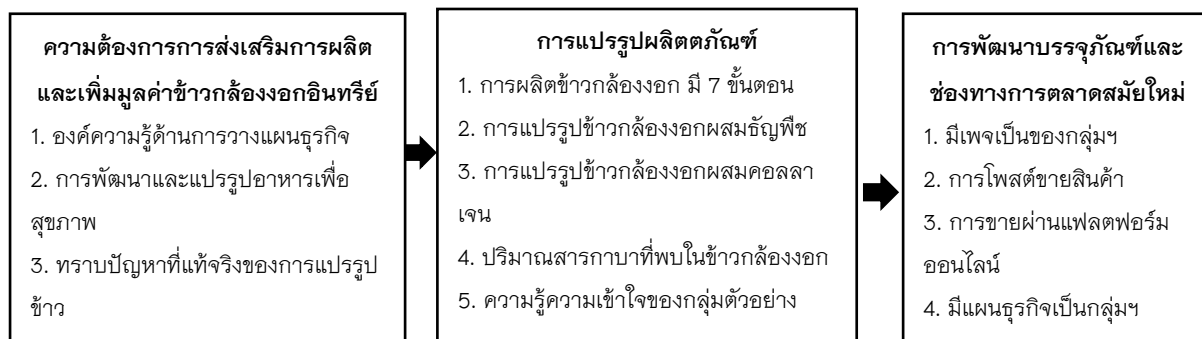 ความต้องการการส่งเสริมการผลิต
และเพิ่มมูลค่าข้าวกล้องงอกอินทรีย์
1. องค์ความรู้ด้านการวางแผนธุรกิจ
2. การพัฒนาและแปรรูปอาหารเพื่อ
สุขภาพ
3. ทราบปัญหาที่แท้จริงของการแปรรูป
ข้าว
การแปรรูปผลิตตภัณฑ์
1. การผลิตข้าวกล้องงอก มี 7 ขั้นตอน
2. การแปรรูปข้าวกล้องงอกผสมธัญพืช
3. การแปรรูปข้าวกล้องงอกผสมคอลลา
เจน
4. ปริมาณสารกาบาที่พบในข้าวกล้องงอก
5. ความรู้ความเข้าใจของกลุ่มตัวอย่าง
การพัฒนาบรรจุภัณฑ์และ
ช่องทางการตลาดสมัยใหม่
1. มีเพจเป็นของกลุ่มฯ
2. การโพสต์ขายสินค้า
3. การขายผ่านแฟลตฟอร์ม
ออนไลน์
4. มีแผนธุรกิจเป็นกลุ่มฯ